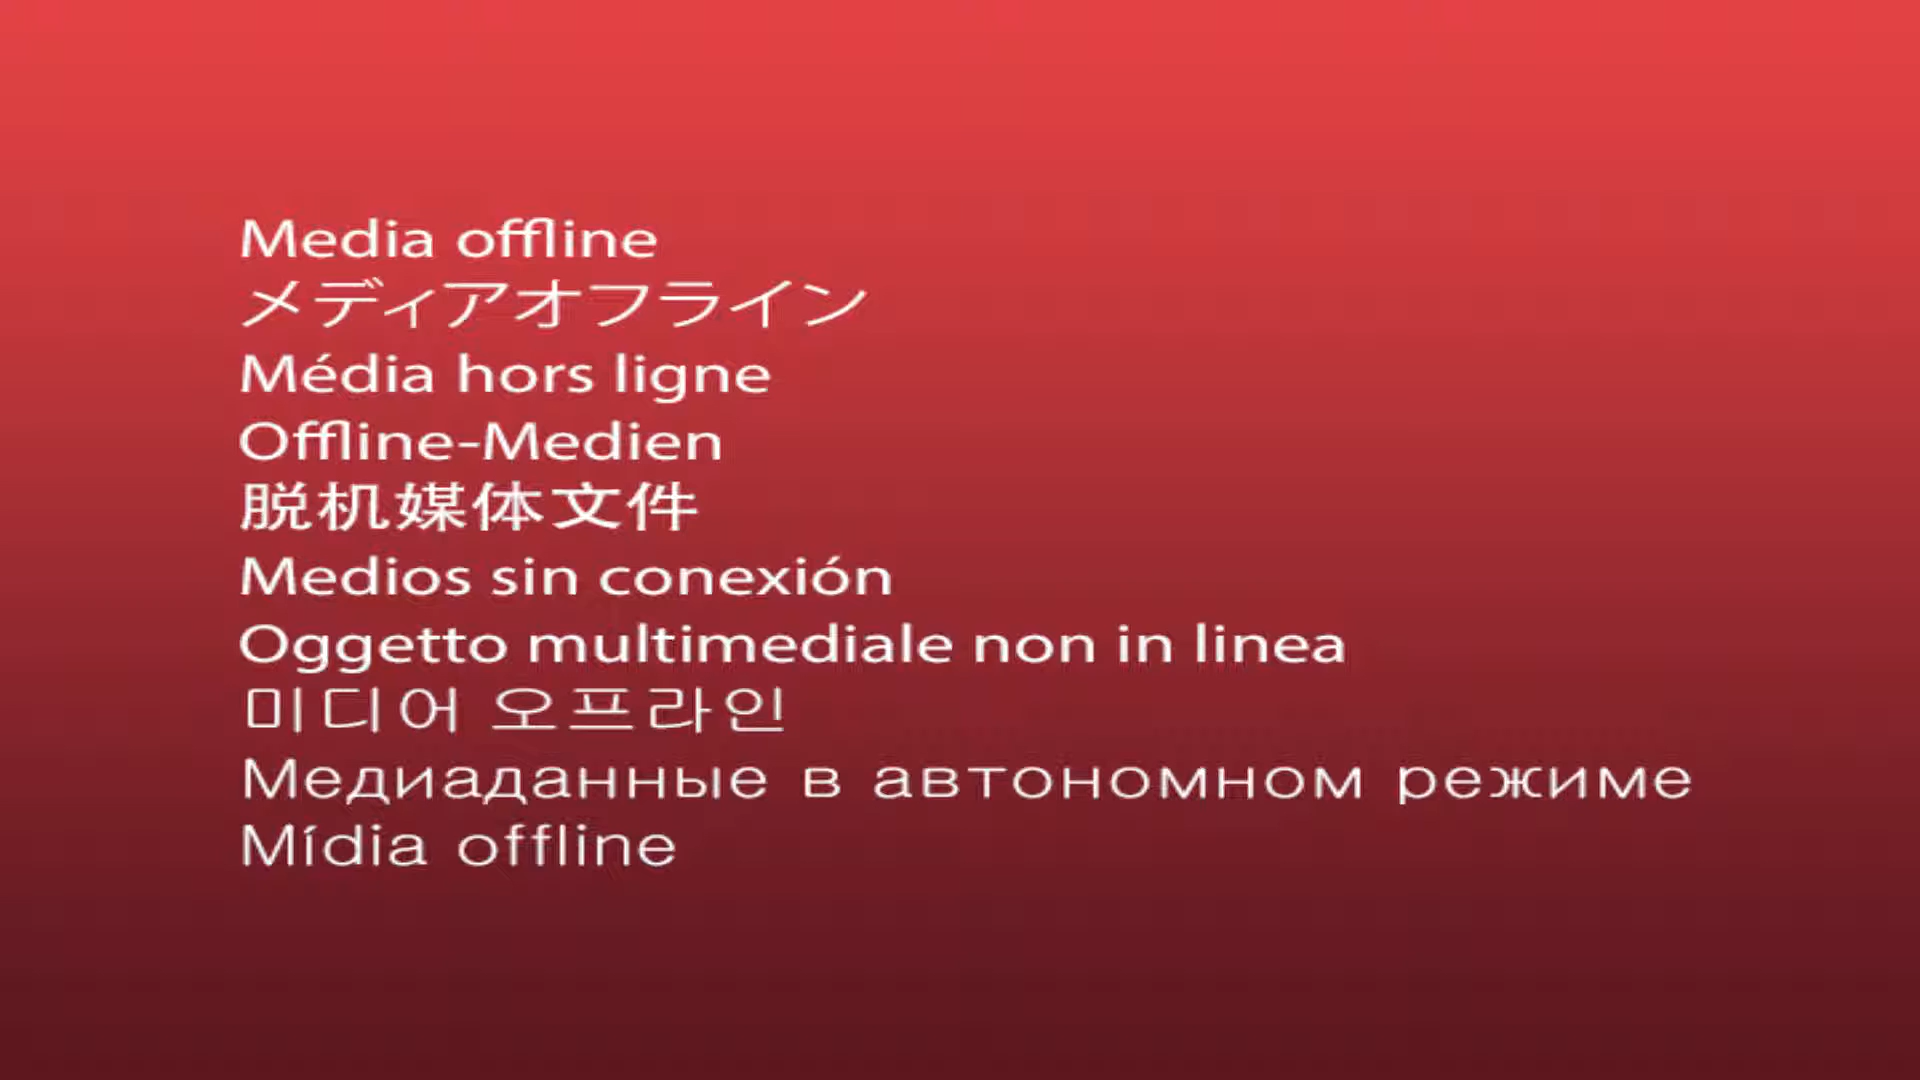 Media offline
メディアオフライン
Média hors ligne
Offline-Medien
脱机媒体文件
Medios sin conexión
Oggetto multimediale non in linea
미디어 오프라인
Медиаданные в автономном режиме
Mídia offline